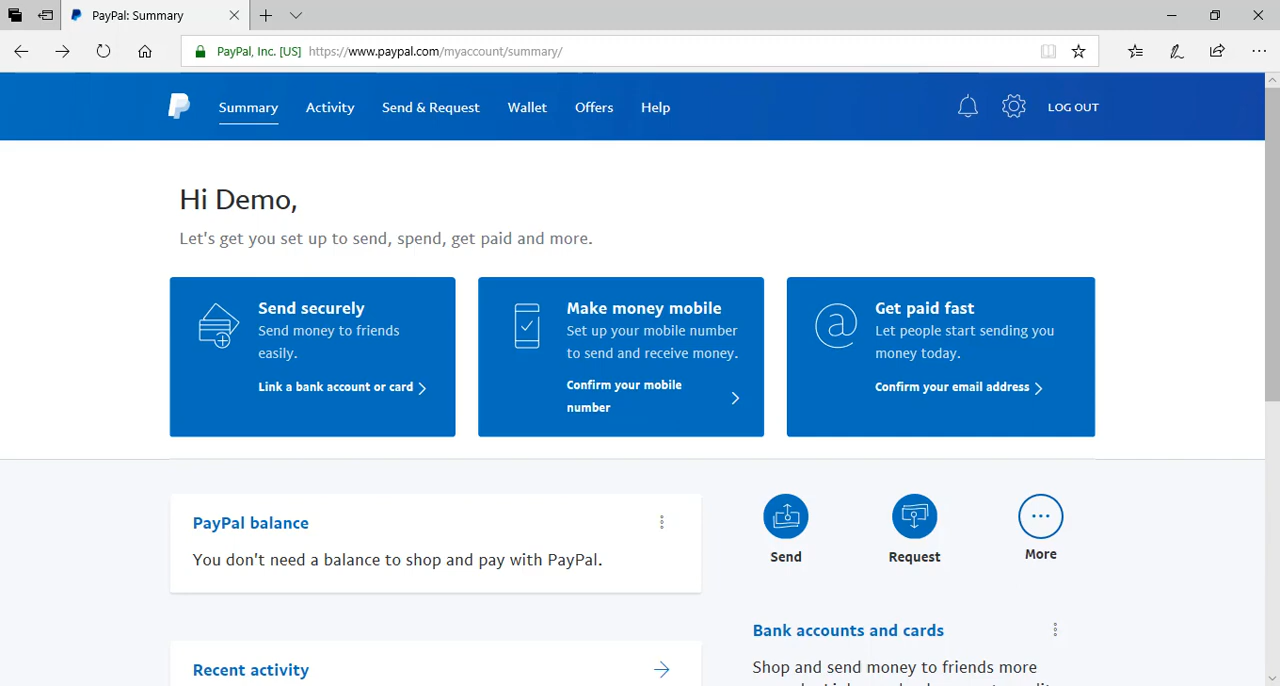 PayPal: Summary
PayPal, Inc. [US] https://www.paypal.com/myaccount/summary/
Summary Activity Send & Request Wallet Offers Help LOG OUT
Hi Demo,
Let's get you set up to send, spend, get paid and more.
Send securely
Send money to friends
easily.
Link a bank account or card
Make money mobile
Set up your mobile number
to send and receive money.
Confirm your mobile
number
Get paid fast
Let people start sending you
money today.
Confirm your email address
PayPal balance
You don't need a balance to shop and pay with PayPal.
Send Request More
Recent activity
Bank accounts and cards
Shop and send money to friends more